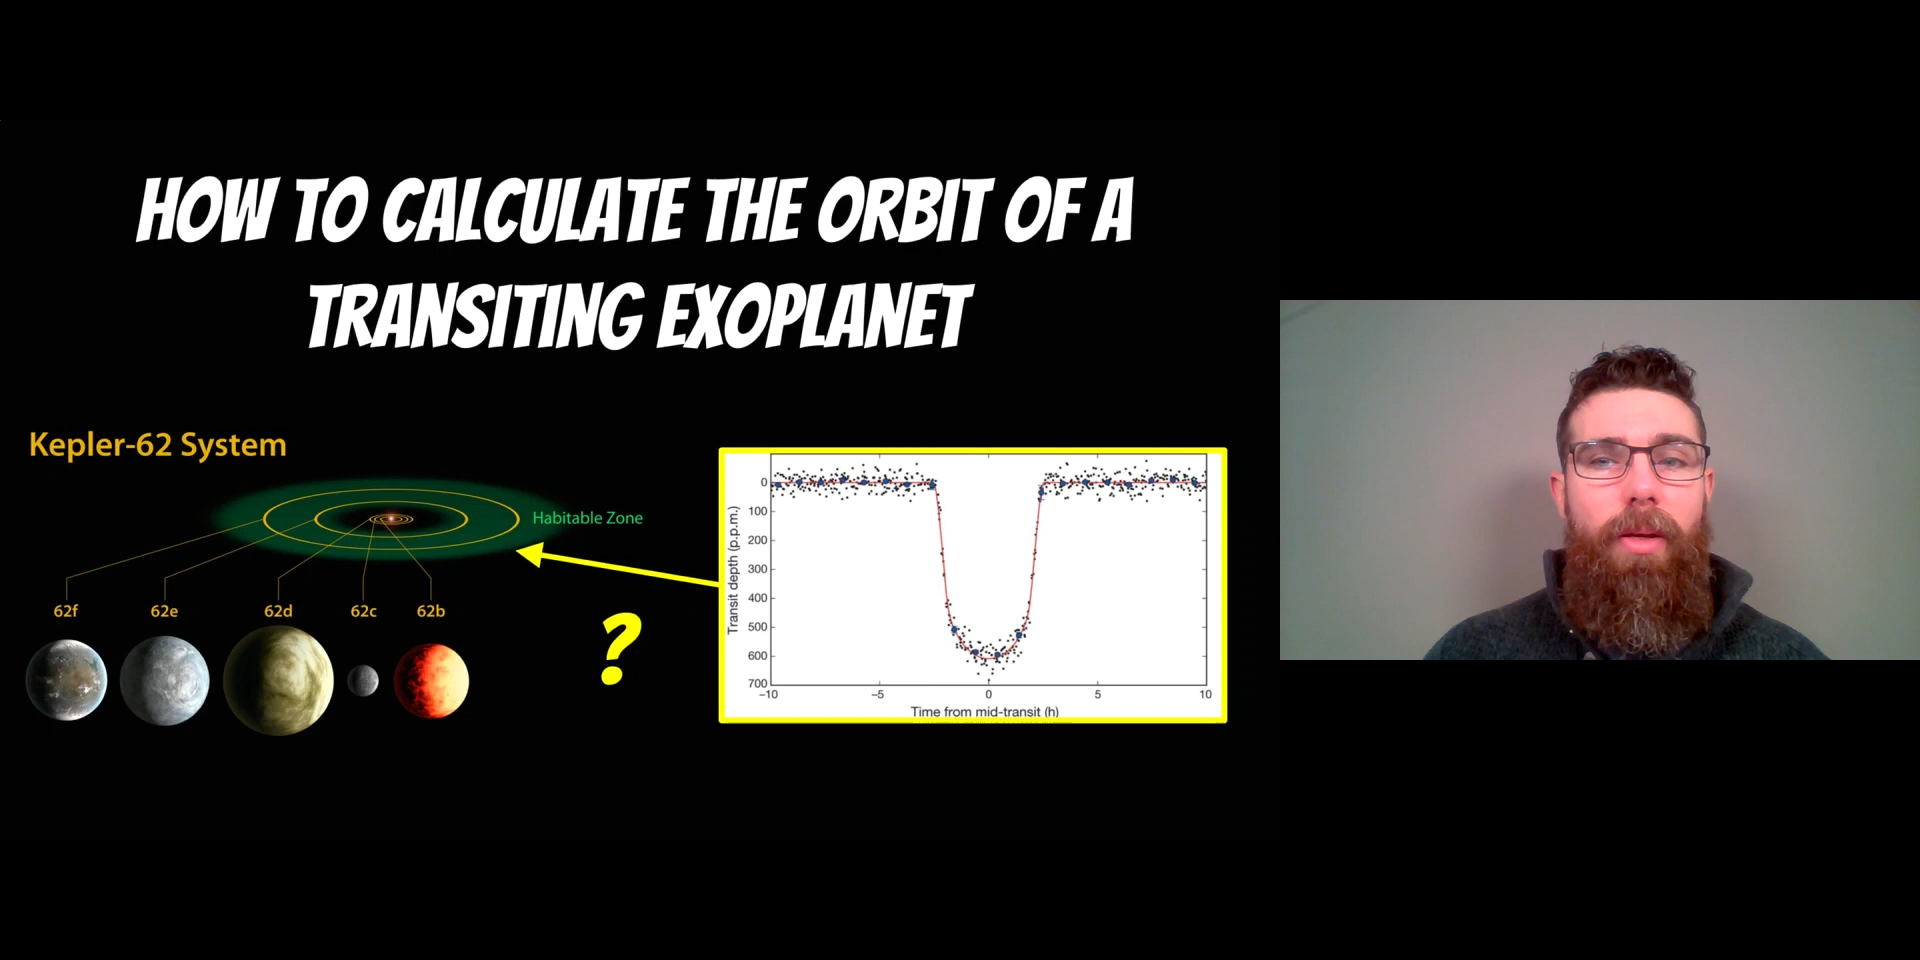 HOW TO CALCULATE THE ORBIT OF A
TRANSITING EXOPLANET
Kepler-62 System
Habitable Zone
62f 62e 62d 62c 62b
?
Transit depth (p.p.m.)
0
100
200
300
400
500
600
700
−10 −5 0 5 10
Time from mid-transit (h)